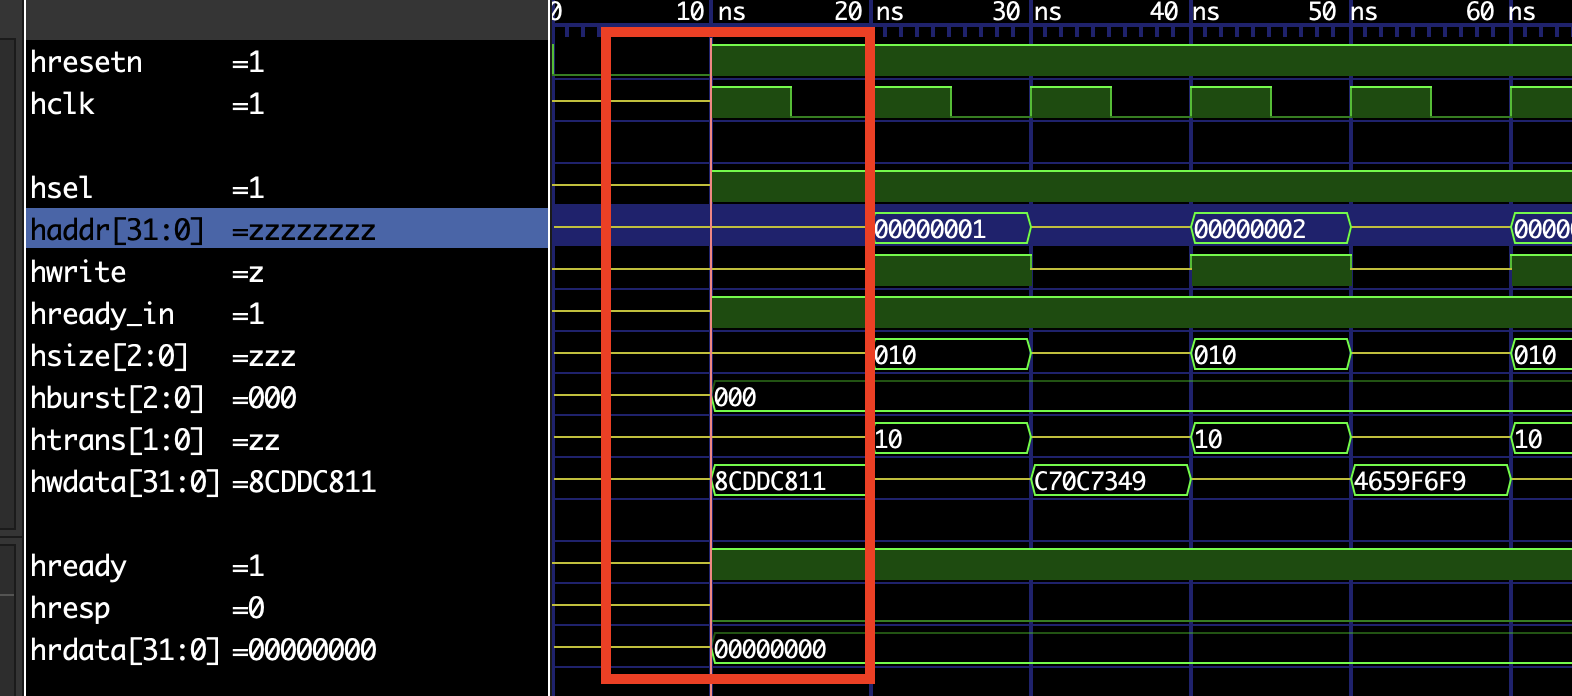 0 10 ns 20 ns 30 ns 40 ns 50 ns 60 ns
hresetn =1
hclk =1
hsel =1
haddr[31:0] =zzzzzzzz 00000001 00000002 0000
hwrite =z
hready_in =1
hsize[2:0] =zzz 010 010 010
hburst[2:0] =000 000
htrans[1:0] =zz 10 10 10
hwdata[31:0] =8CDDC811 8CDDC811 C70C7349 4659F6F9
hready =1
hresp =0
hrdata[31:0] =00000000 00000000